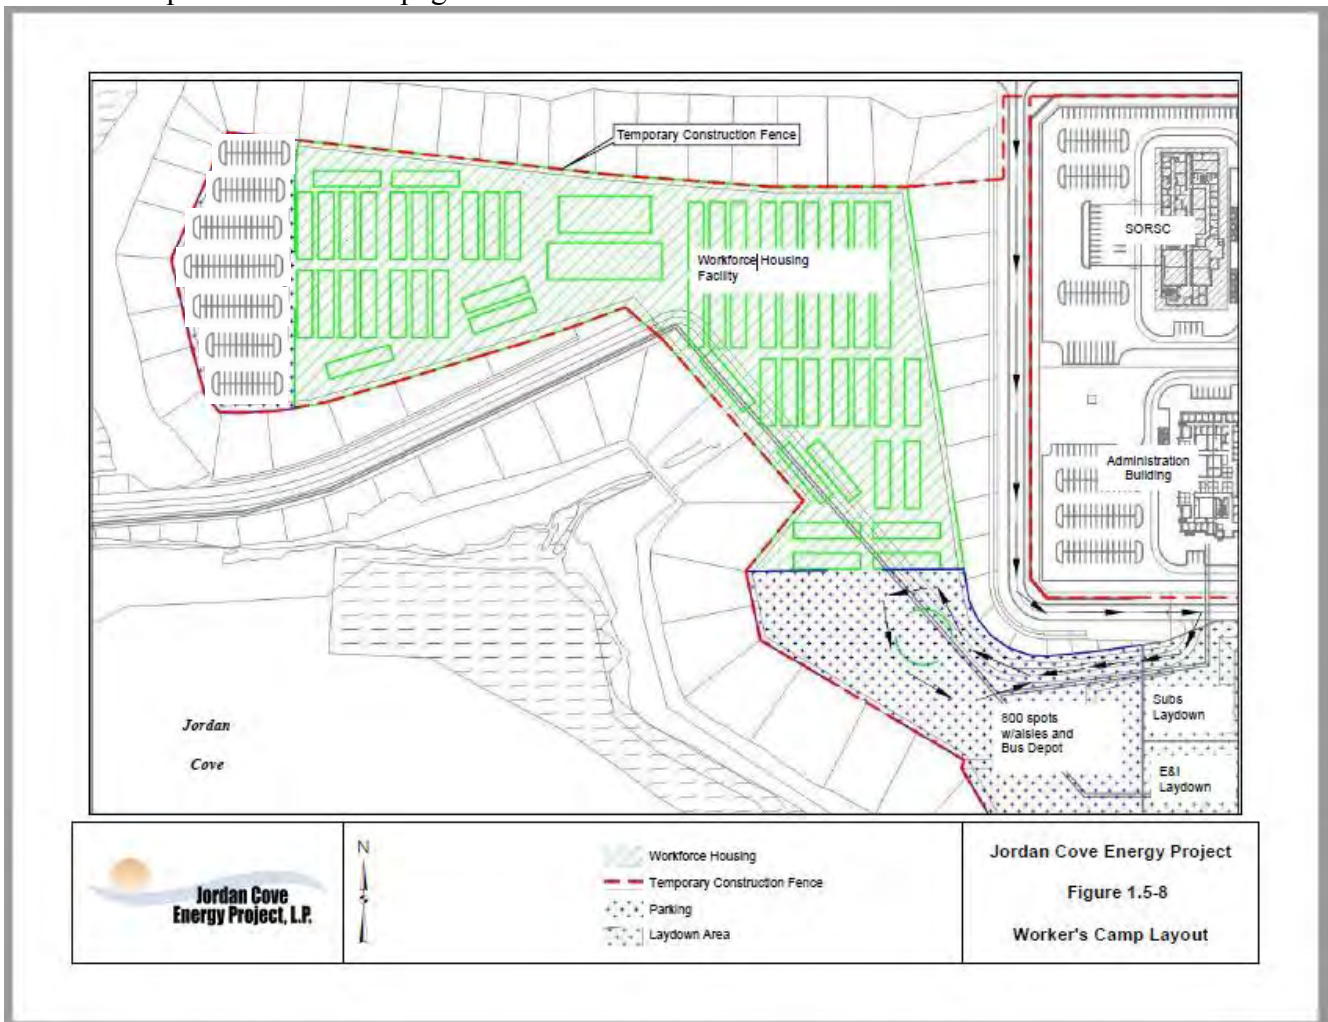 Temporary Construction Fence
SORSC
Workforce Housing
Facility
Administration
Building
Jordan
Cove
800 spots
w/aisles and
Bus Depot
Subs
Laydown
E&I
Laydown
Jordan Cove
Energy Project, L.P.
N
Workforce Housing
Temporary Construction Fence
Parking
Laydown Area
Jordan Cove Energy Project
Figure 1.5-8
Worker's Camp Layout